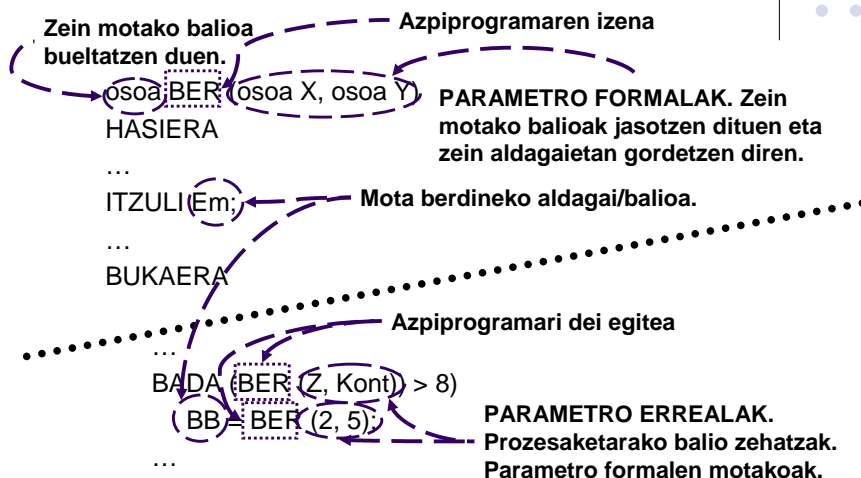 Zein motako balioa
bueltatzen duen.
Azpiprogramaren izena
osoa BER (osoa X, osoa Y)
PARAMETRO FORMALAK. Zein
motako balioak jasotzen dituen eta
zein aldagaietan gordetzen diren.
HASIERA
…
ITZULI Em;
Mota berdineko aldagai/balioa.
…
BUKAERA
Azpiprogramari dei egitea
…
BADA (BER (Z, Kont) > 8)
BB = BER (2, 5);
PARAMETRO ERREALAK.
Prozesaketarako balio zehatzak.
Parametro formalen motakoak.
…